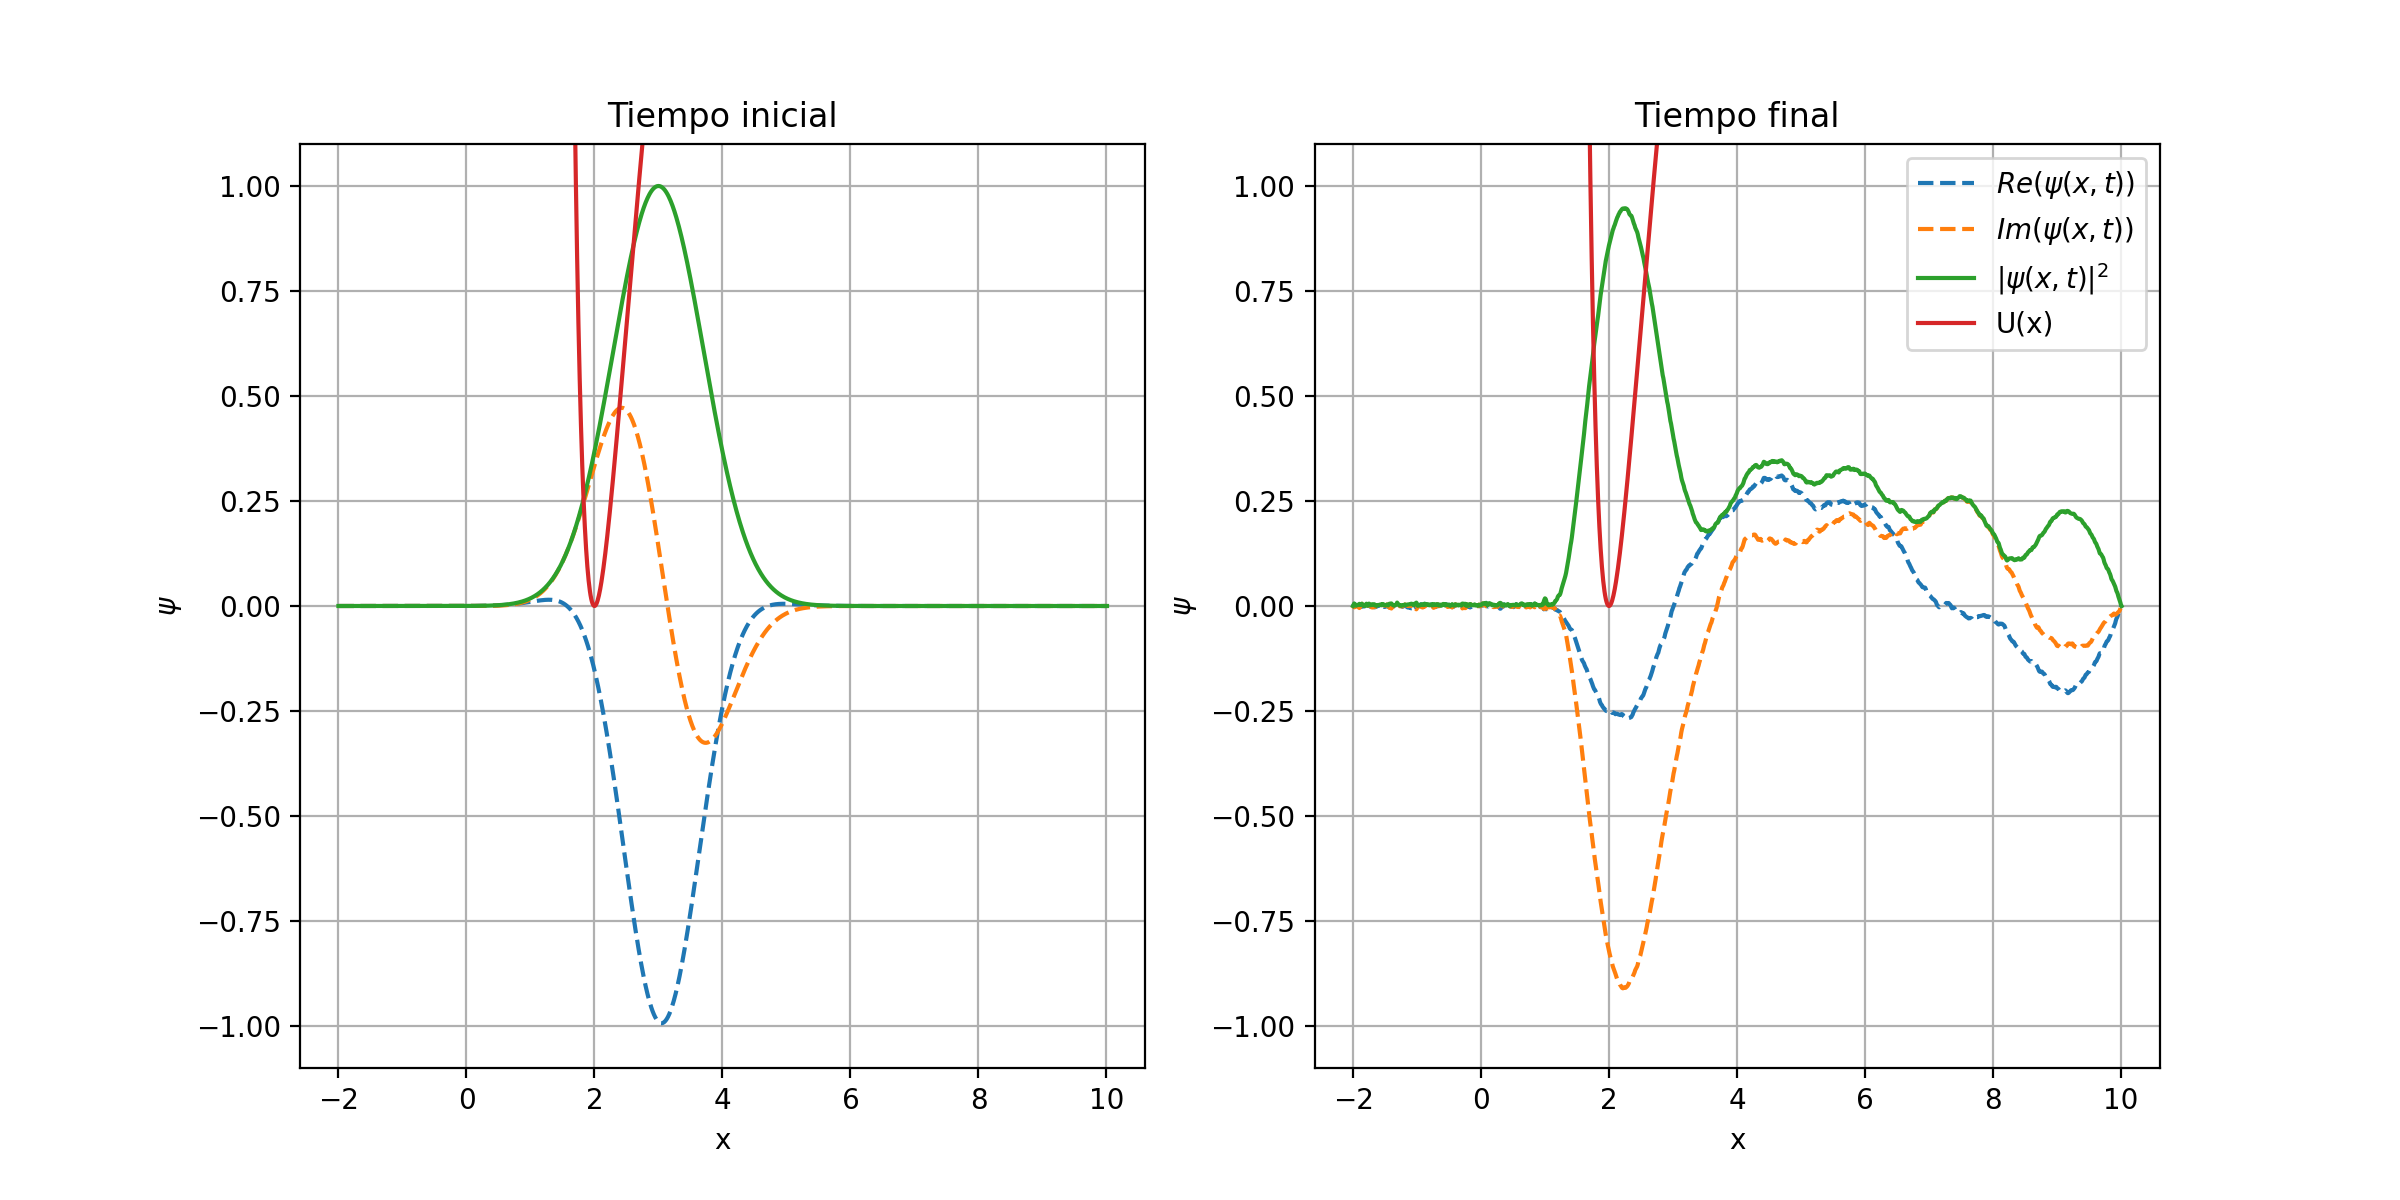 Tiempo inicial
1.00
0.75
0.50
0.25
0.00
−0.25
−0.50
−0.75
−1.00
ψ
−2 0 2 4 6 8 10
x
Tiempo final
1.00
0.75
0.50
0.25
0.00
−0.25
−0.50
−0.75
−1.00
ψ
−2 0 2 4 6 8 10
x
Re(ψ(x, t))
Im(ψ(x, t))
|ψ(x, t)|²
U(x)